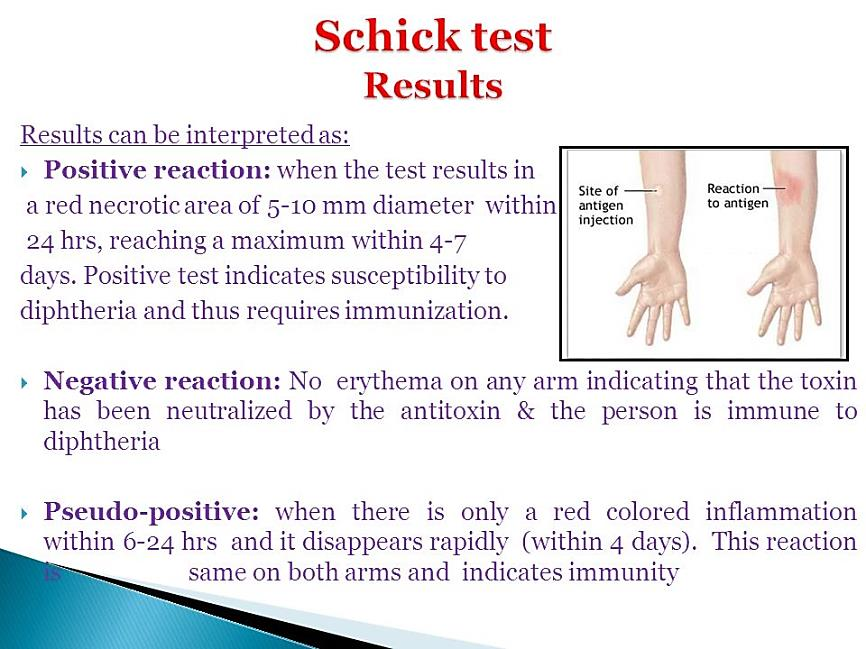 Schick test
Results
Results can be interpreted as:
Positive reaction: when the test results in
a red necrotic area of 5-10 mm diameter within
24 hrs, reaching a maximum within 4-7
days. Positive test indicates susceptibility to
diphtheria and thus requires immunization.
Site of
antigen
injection
Reaction
to antigen
Negative reaction: No erythema on any arm indicating that the toxin
has been neutralized by the antitoxin & the person is immune to
diphtheria
Pseudo-positive: when there is only a red colored inflammation
within 6-24 hrs and it disappears rapidly (within 4 days). This reaction
is same on both arms and indicates immunity